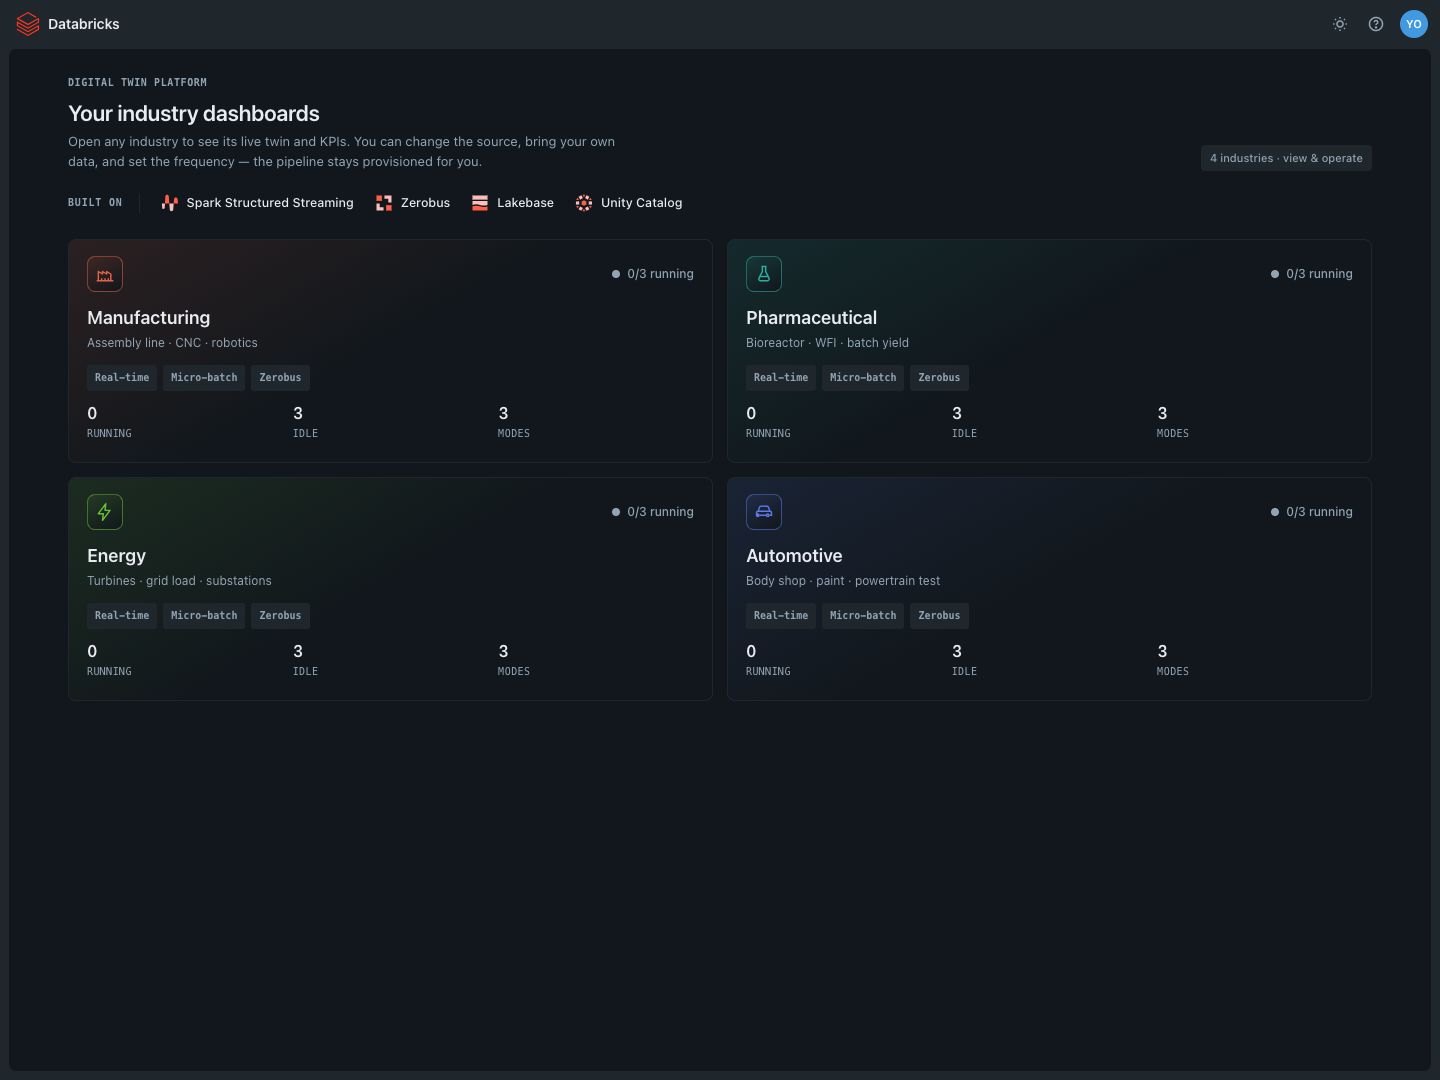 Databricks
YO
DIGITAL TWIN PLATFORM
Your industry dashboards
Open any industry to see its live twin and KPIs. You can change the source, bring your own
data, and set the frequency — the pipeline stays provisioned for you.
4 industries · view & operate
BUILT ON
Spark Structured Streaming
Zerobus
Lakebase
Unity Catalog
0/3 running
Manufacturing
Assembly line · CNC · robotics
Real-time Micro-batch Zerobus
0 3 3
RUNNING IDLE MODES
0/3 running
Pharmaceutical
Bioreactor · WFI · batch yield
Real-time Micro-batch Zerobus
0 3 3
RUNNING IDLE MODES
0/3 running
Energy
Turbines · grid load · substations
Real-time Micro-batch Zerobus
0 3 3
RUNNING IDLE MODES
0/3 running
Automotive
Body shop · paint · powertrain test
Real-time Micro-batch Zerobus
0 3 3
RUNNING IDLE MODES